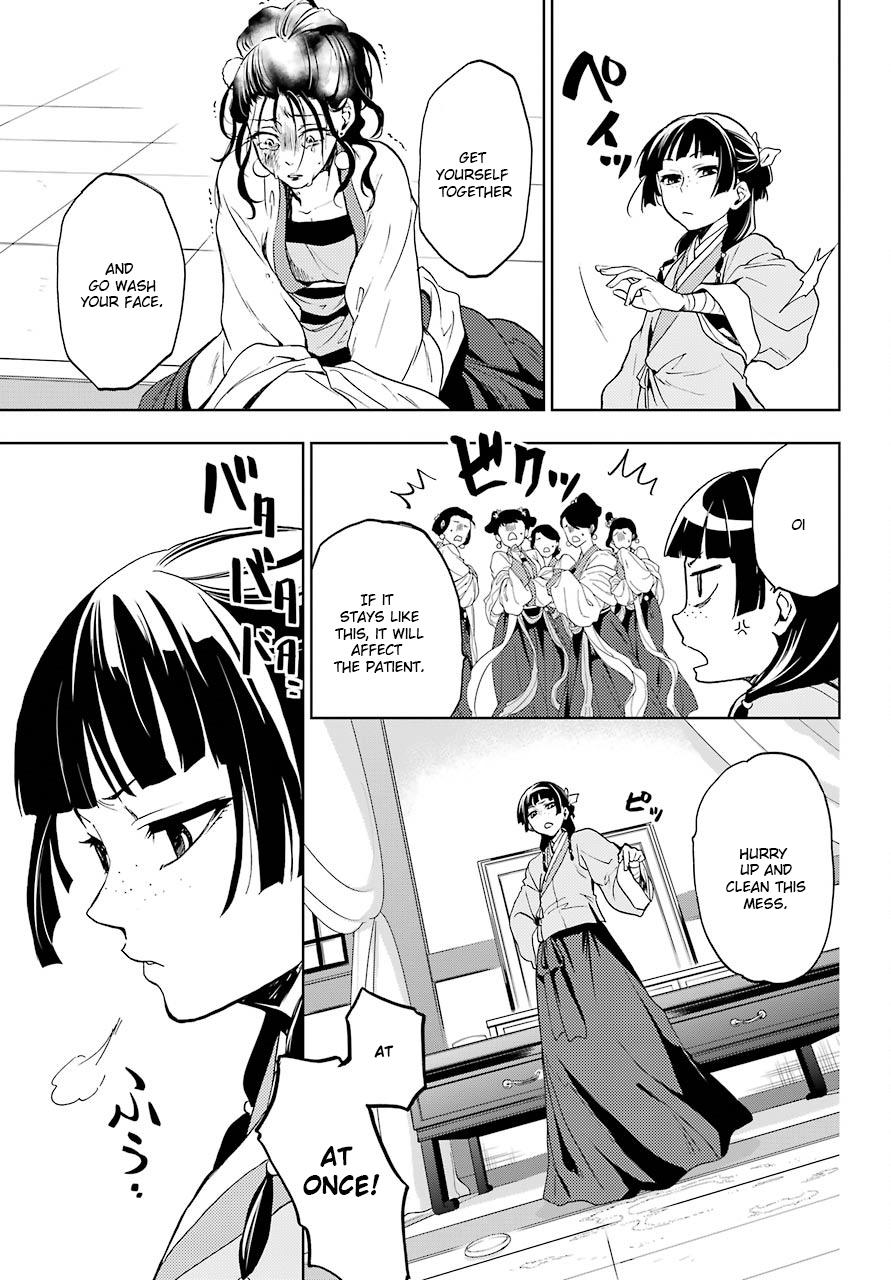 ペイッ
GET
YOURSELF
TOGETHER
AND
GO WASH
YOUR FACE.
OI
ビクッ
IF IT
STAYS LIKE
THIS, IT WILL
AFFECT
THE PATIENT.
HURRY
UP AND
CLEAN THIS
MESS.
ビッ
AT
AT
ONCE!
バタ
バタ
バタ
ふぅ.